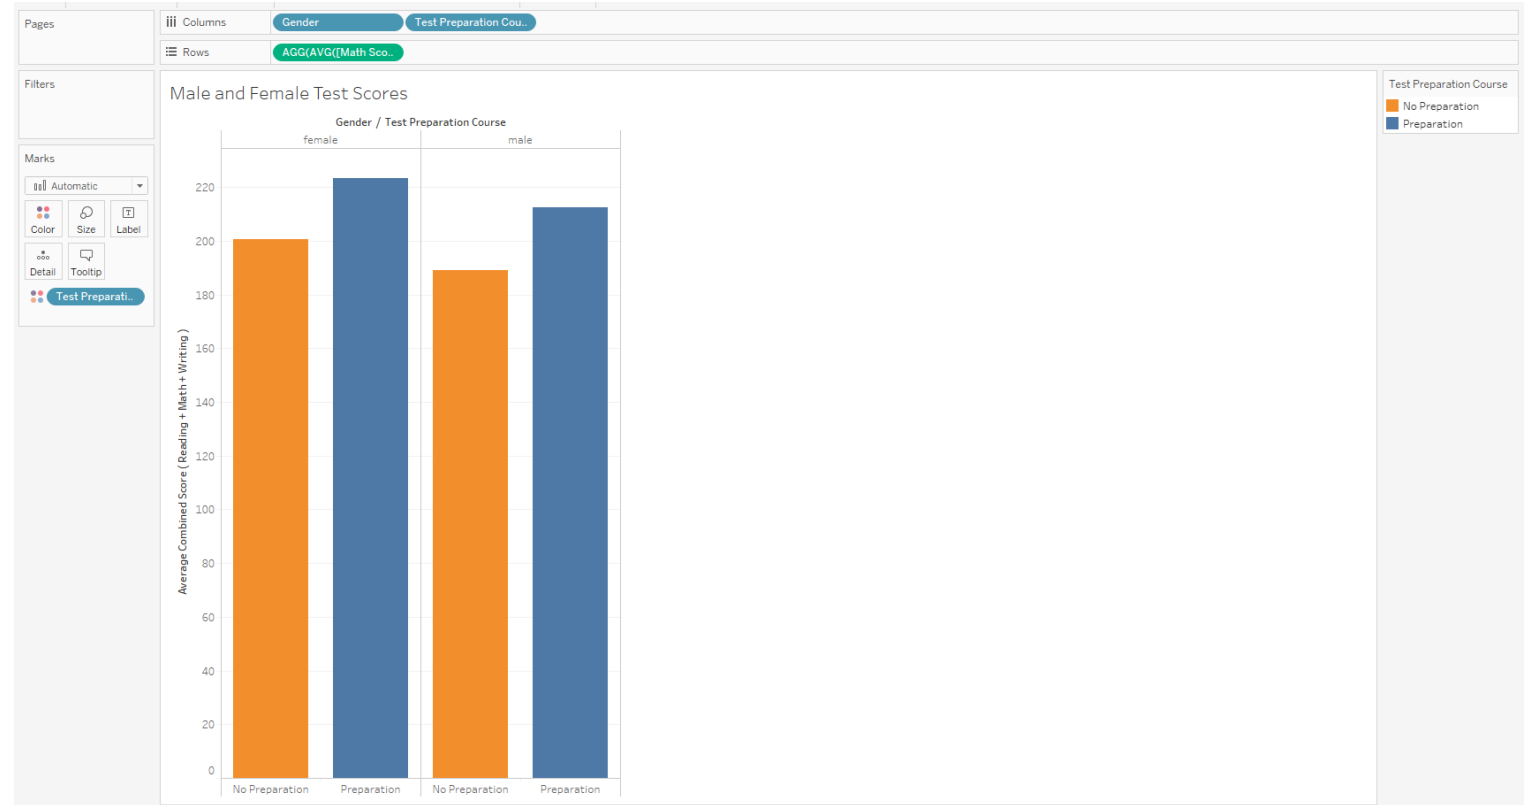 Pages
Columns
Gender
Test Preparation Cou..
Rows
AGG(AVG([Math Sco..
Filters
Marks
Automatic
Color
Size
Label
Detail
Tooltip
Test Preparati..
Male and Female Test Scores
Gender / Test Preparation Course
female
male
Average Combined Score ( Reading + Math + Writing )
220
200
180
160
140
120
100
80
60
40
20
0
No Preparation
Preparation
No Preparation
Preparation
Test Preparation Course
No Preparation
Preparation